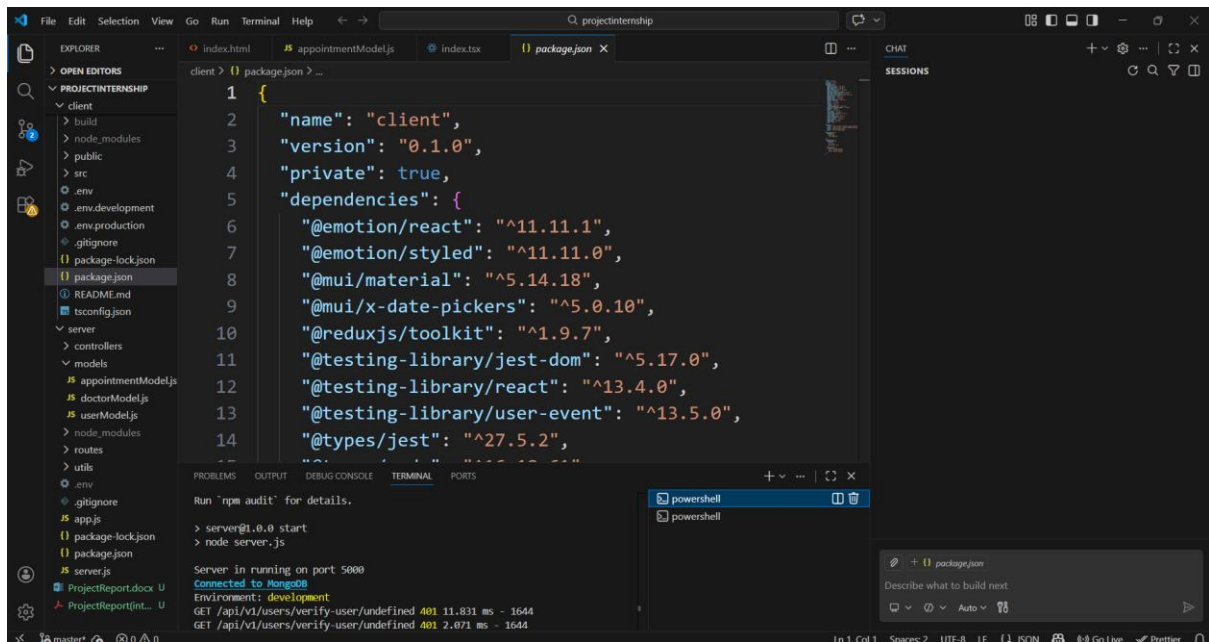 File Edit Selection View Go Run Terminal Help
projectinternship
EXPLORER
OPEN EDITORS
PROJECTINTERNSHIP
client
build
node_modules
public
src
.env
.env.development
.env.production
.gitignore
package-lock.json
package.json
README.md
tsconfig.json
server
controllers
models
appointmentModel.js
doctorModel.js
userModel.js
node_modules
routes
utils
.env
.gitignore
app.js
package-lock.json
package.json
server.js
ProjectReport.docx U
ProjectReport(int... U
index.html JS appointmentModel.js index.tsx {} package.json
client > {} package.json > ...
1 {
2 "name": "client",
3 "version": "0.1.0",
4 "private": true,
5 "dependencies": {
6 "@emotion/react": "^11.11.1",
7 "@emotion/styled": "^11.11.0",
8 "@mui/material": "^5.14.18",
9 "@mui/x-date-pickers": "^5.0.10",
10 "@reduxjs/toolkit": "^1.9.7",
11 "@testing-library/jest-dom": "^5.17.0",
12 "@testing-library/react": "^13.4.0",
13 "@testing-library/user-event": "^13.5.0",
14 "@types/jest": "^27.5.2",
PROBLEMS OUTPUT DEBUG CONSOLE TERMINAL PORTS
Run `npm audit` for details.
> server@1.0.0 start
> node server.js
Server in running on port 5000
Connected to MongoDB
Environment: development
GET /api/v1/users/verify-user/undefined 401 11.831 ms - 1644
GET /api/v1/users/verify-user/undefined 401 2.071 ms - 1644
powershell
powershell
CHAT
SESSIONS
{} package.json
Describe what to build next
Auto
master* 0 0 Ln 1, Col 1 Spaces: 2 UTF-8 LF {} JSON Go Live Prettier